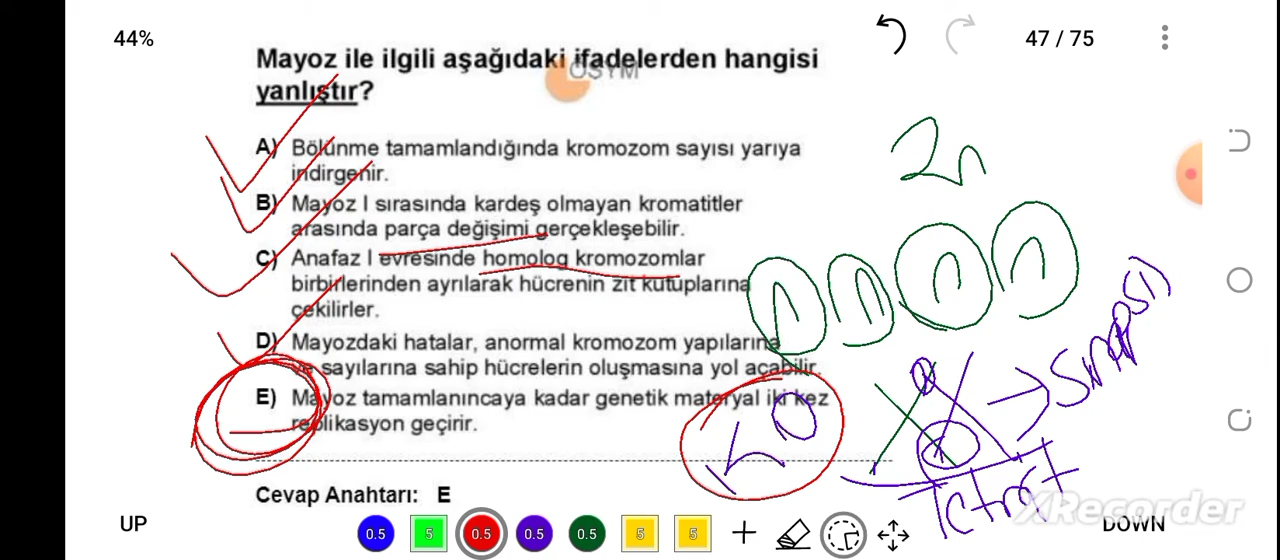 44%
47 / 75
Mayoz ile ilgili aşağıdaki ifadelerden hangisi
ÖSYM
yanlıştır?
A) Bölünme tamamlandığında kromozom sayısı yarıya
indirgenir.
B) Mayoz I sırasında kardeş olmayan kromatitler
arasında parça değişimi gerçekleşebilir.
C) Anafaz I evresinde homolog kromozomlar
birbirlerinden ayrılarak hücrenin zıt kutuplarına
çekilirler.
D) Mayozdaki hatalar, anormal kromozom yapılarına
ve sayılarına sahip hücrelerin oluşmasına yol açabilir.
E) Mayoz tamamlanıncaya kadar genetik materyal iki kez
replikasyon geçirir.
2n
n n n n
Sinapsis
KO
Tetrat
Cevap Anahtarı: E
XRecorder
UP
0.5 5 0.5 0.5 0.5 5 5
DOWN